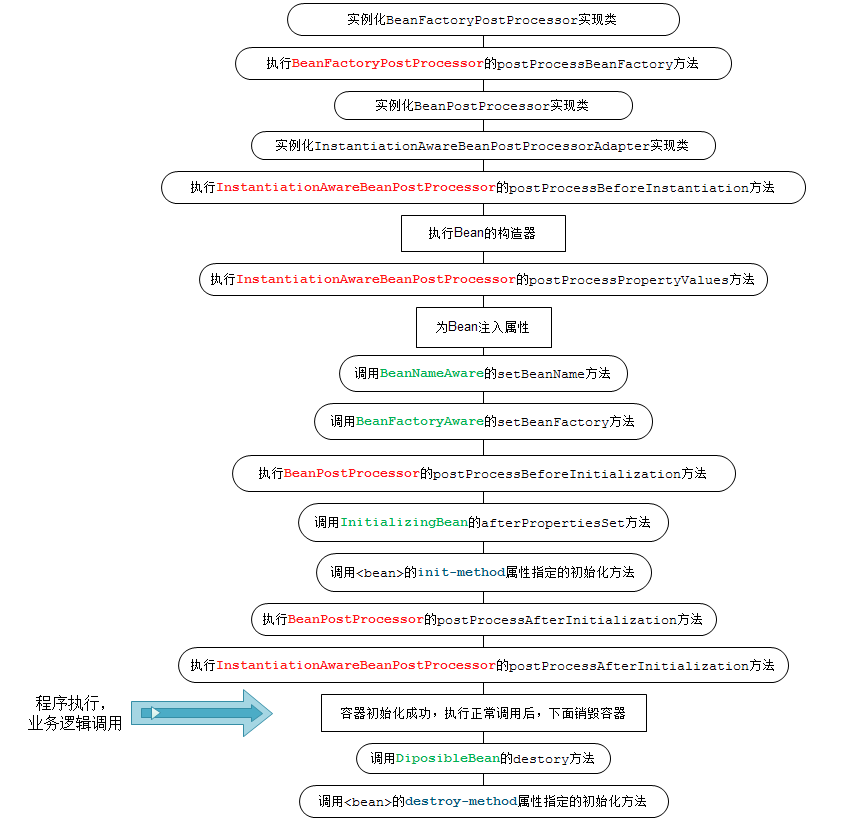 实例化BeanFactoryPostProcessor实现类
执行BeanFactoryPostProcessor的postProcessBeanFactory方法
实例化BeanPostProcessor实现类
实例化InstantiationAwareBeanPostProcessorAdapter实现类
执行InstantiationAwareBeanPostProcessor的postProcessBeforeInstantiation方法
执行Bean的构造器
执行InstantiationAwareBeanPostProcessor的postProcessPropertyValues方法
为Bean注入属性
调用BeanNameAware的setBeanName方法
调用BeanFactoryAware的setBeanFactory方法
执行BeanPostProcessor的postProcessBeforeInitialization方法
调用InitializingBean的afterPropertiesSet方法
调用<bean>的init-method属性指定的初始化方法
执行BeanPostProcessor的postProcessAfterInitialization方法
执行InstantiationAwareBeanPostProcessor的postProcessAfterInitialization方法
程序执行，
业务逻辑调用
容器初始化成功，执行正常调用后，下面销毁容器
调用DiposibleBean的destory方法
调用<bean>的destroy-method属性指定的初始化方法